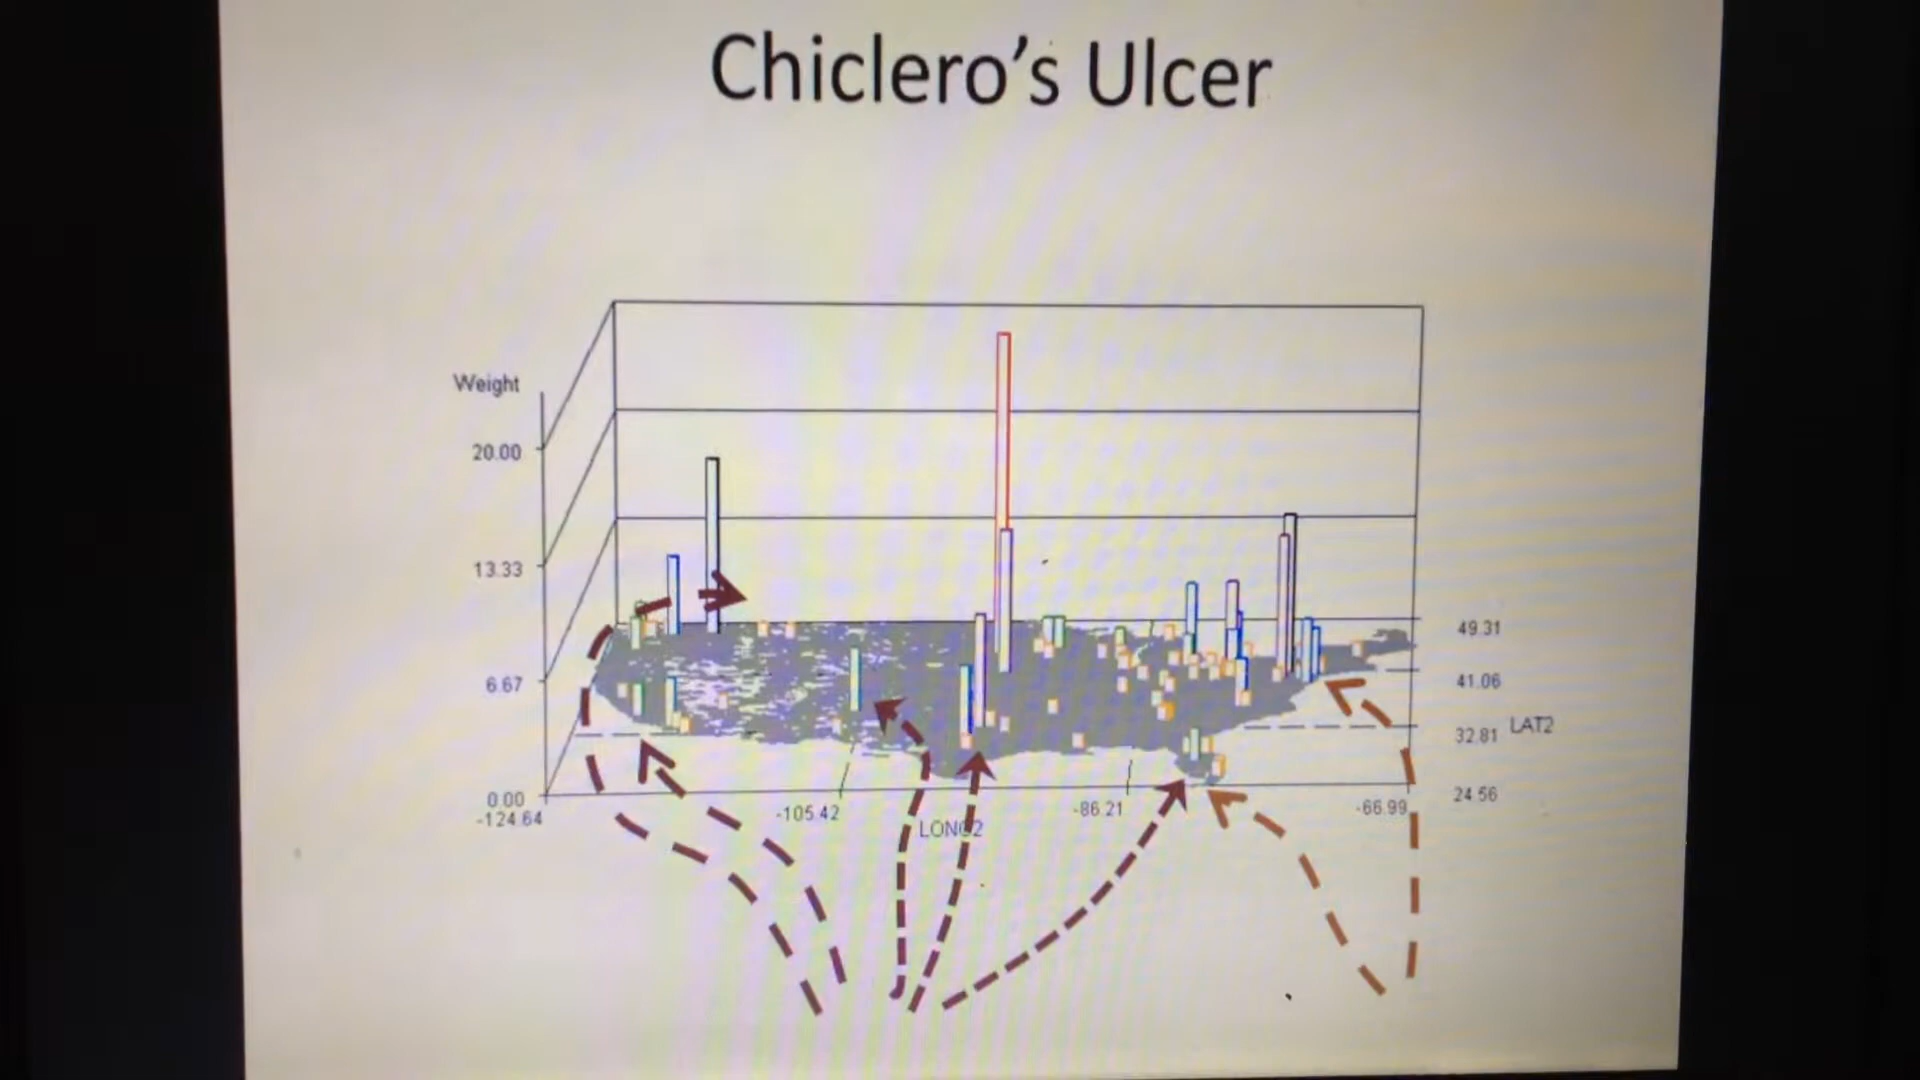 Chiclero's Ulcer
Weight
20.00
13.33
6.67
0.00
-124.64
-105.42
LONG2
-86.21
-66.99
49.31
41.06
32.81 LAT2
24.56